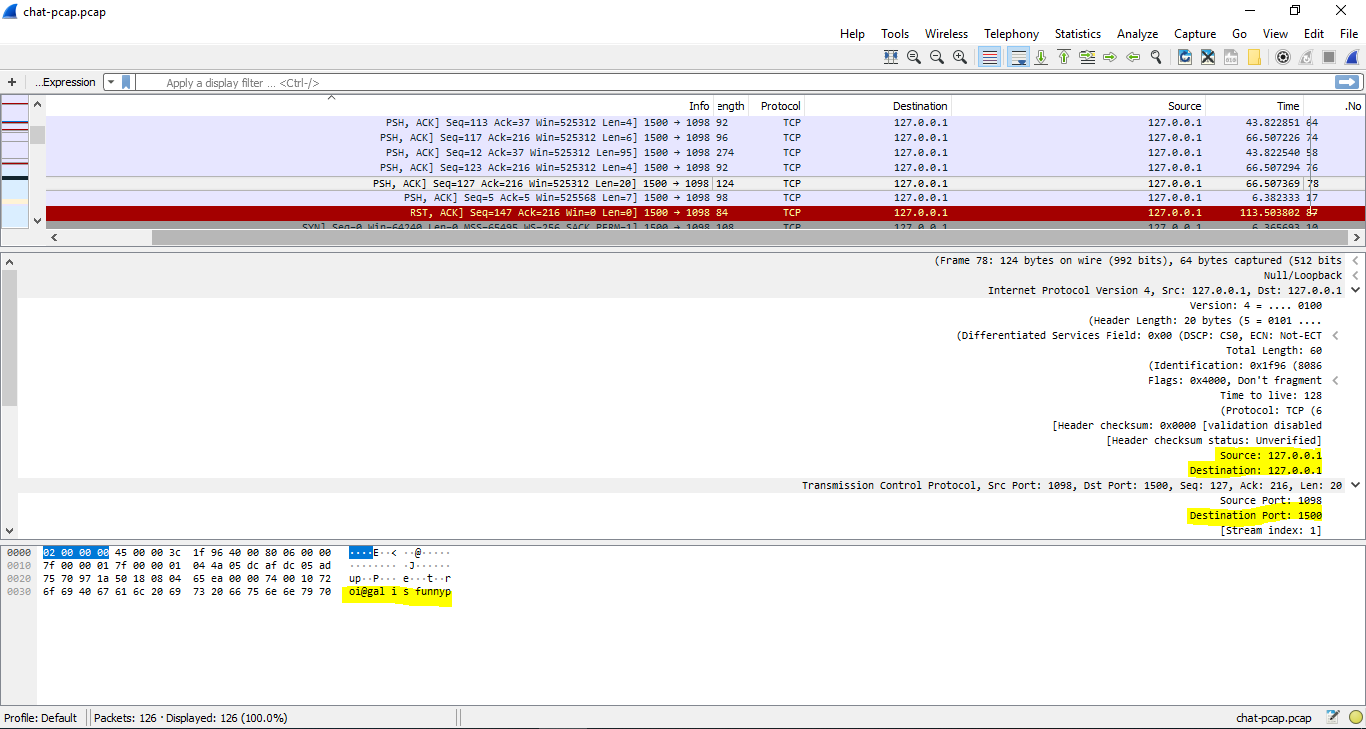 chat-pcap.pcap
Help Tools Wireless Telephony Statistics Analyze Capture Go View Edit File
+ ...Expression Apply a display filter ... <Ctrl-/>
Info ength Protocol Destination Source Time .No
PSH, ACK] Seq=113 Ack=37 Win=525312 Len=4] 1500 → 1098 92 TCP 127.0.0.1 127.0.0.1 43.822851 64
PSH, ACK] Seq=117 Ack=216 Win=525312 Len=6] 1500 → 1098 96 TCP 127.0.0.1 127.0.0.1 66.507226 74
PSH, ACK] Seq=12 Ack=37 Win=525312 Len=95] 1500 → 1098 274 TCP 127.0.0.1 127.0.0.1 43.822540 58
PSH, ACK] Seq=123 Ack=216 Win=525312 Len=4] 1500 → 1098 92 TCP 127.0.0.1 127.0.0.1 66.507294 76
PSH, ACK] Seq=127 Ack=216 Win=525312 Len=20] 1500 → 1098 124 TCP 127.0.0.1 127.0.0.1 66.507369 78
PSH, ACK] Seq=5 Ack=5 Win=525568 Len=7] 1500 → 1098 98 TCP 127.0.0.1 127.0.0.1 6.382333 17
RST, ACK] Seq=147 Ack=216 Win=0 Len=0] 1500 → 1098 84 TCP 127.0.0.1 127.0.0.1 113.503802 87
SYN] Seq=0 Win=64240 Len=0 MSS=65495 WS=256 SACK_PERM=1] 1500 → 1098 108 TCP 127.0.0.1 127.0.0.1 6.365693 10
(Frame 78: 124 bytes on wire (992 bits), 64 bytes captured (512 bits
Null/Loopback
Internet Protocol Version 4, Src: 127.0.0.1, Dst: 127.0.0.1
Version: 4 = .... 0100
(Header Length: 20 bytes (5 = 0101 ....
(Differentiated Services Field: 0x00 (DSCP: CS0, ECN: Not-ECT
Total Length: 60
(Identification: 0x1f96 (8086
Flags: 0x4000, Don't fragment
Time to live: 128
(Protocol: TCP (6
[Header checksum: 0x0000 [validation disabled
[Header checksum status: Unverified]
Source: 127.0.0.1
Destination: 127.0.0.1
Transmission Control Protocol, Src Port: 1098, Dst Port: 1500, Seq: 127, Ack: 216, Len: 20
Source Port: 1098
Destination Port: 1500
[Stream index: 1]
0000 02 00 00 00 45 00 00 3c 1f 96 40 00 80 06 00 00 ····E··< ··@·····
0010 7f 00 00 01 7f 00 00 01 04 4a 05 dc af dc 05 ad ········ ·J······
0020 75 70 97 1a 50 18 08 04 65 ea 00 00 74 00 10 72 up··P··· e···t··r
0030 6f 69 40 67 61 6c 20 69 73 20 66 75 6e 6e 79 70 oi@gal i s funnyp
Profile: Default Packets: 126 · Displayed: 126 (100.0%) chat-pcap.pcap